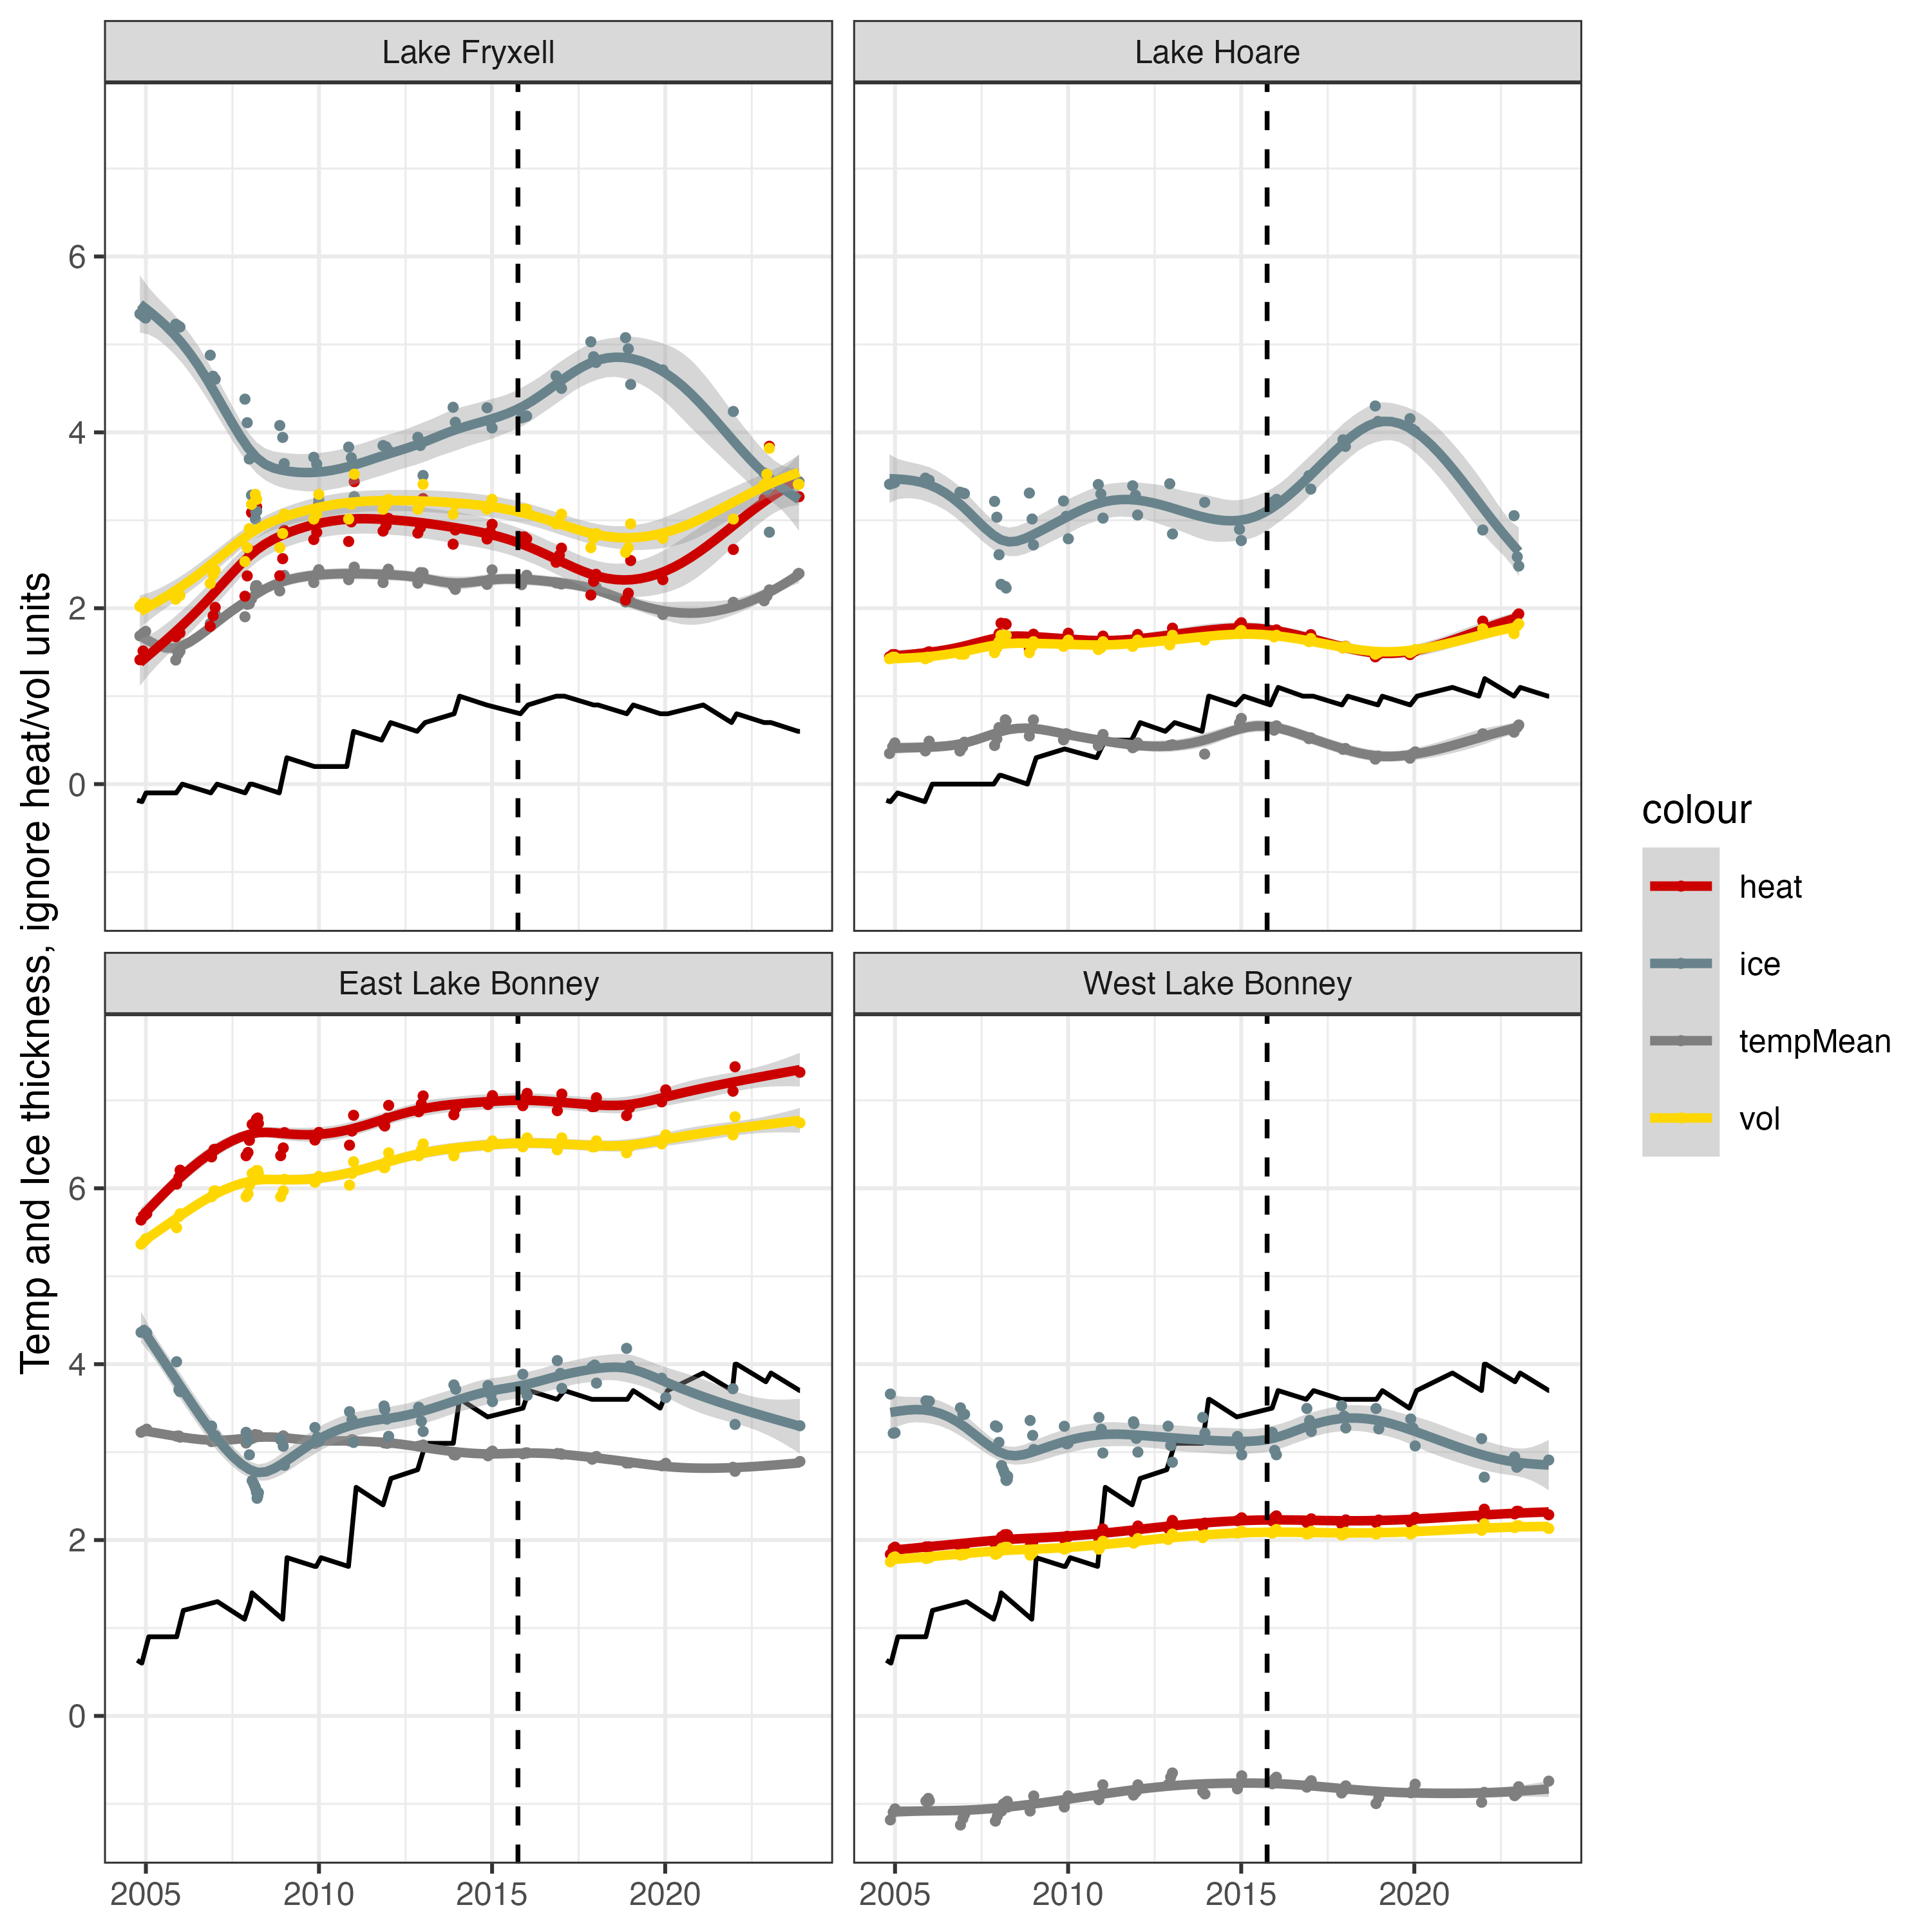 Lake Fryxell
Lake Hoare
6
4
2
0
East Lake Bonney
West Lake Bonney
6
4
2
0
2005
2010
2015
2020
2005
2010
2015
2020
Temp and Ice thickness, ignore heat/vol units
colour
heat
ice
tempMean
vol